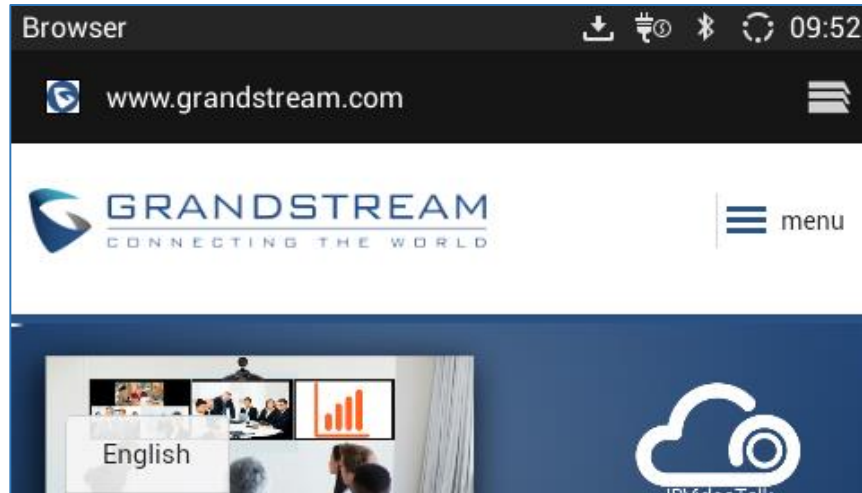 Browser
09:52
www.grandstream.com
GRANDSTREAM
CONNECTING THE WORLD
menu
English